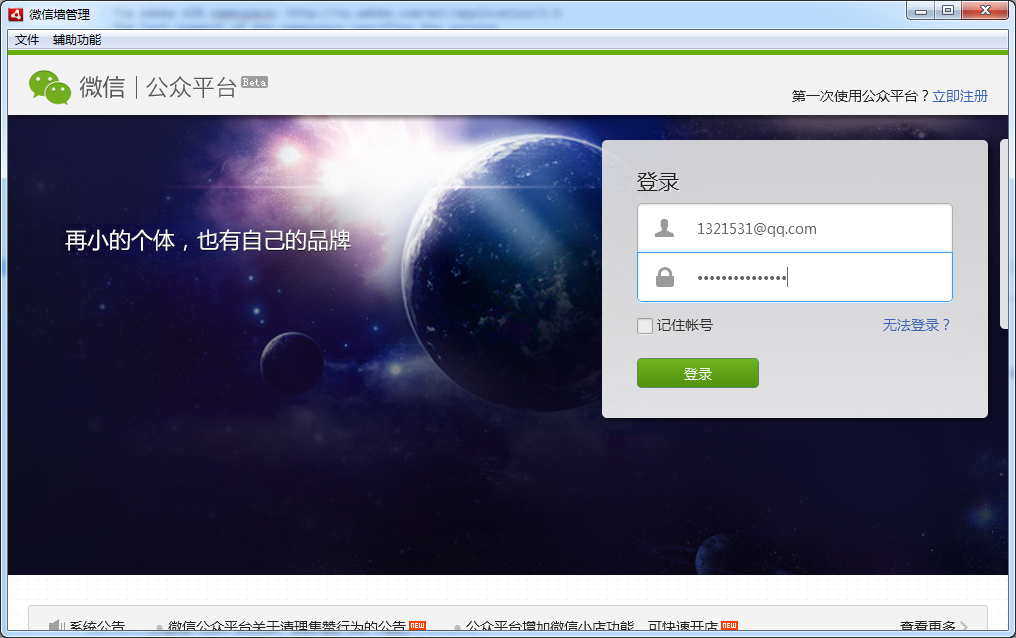 微信墙管理
文件 辅助功能
微信 | 公众平台 Beta
第一次使用公众平台？立即注册
再小的个体，也有自己的品牌
登录
1321531@qq.com
•••••••••••••••
记住帐号 无法登录？
登录
系统公告 微信公众平台关于清理集赞行为的公告 NEW 公众平台增加微信小店功能，可快速开店 NEW 查看更多